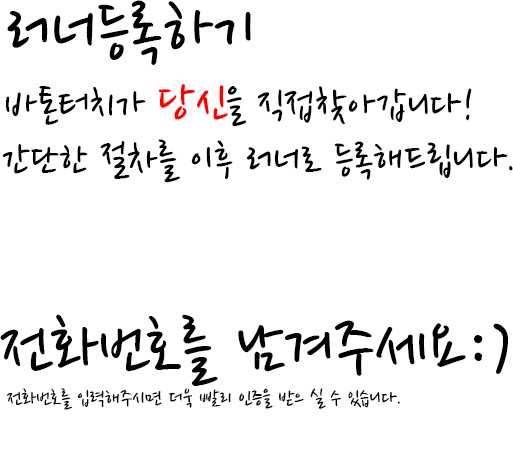 러너등록하기
바톤터치가 당신을 직접찾아갑니다!
간단한 절차를 이후 러너로 등록해드립니다.
전화번호를 남겨주세요:)
전화번호를 입력해주시면 더욱 빨리 인증을 받으 실 수 있습니다.